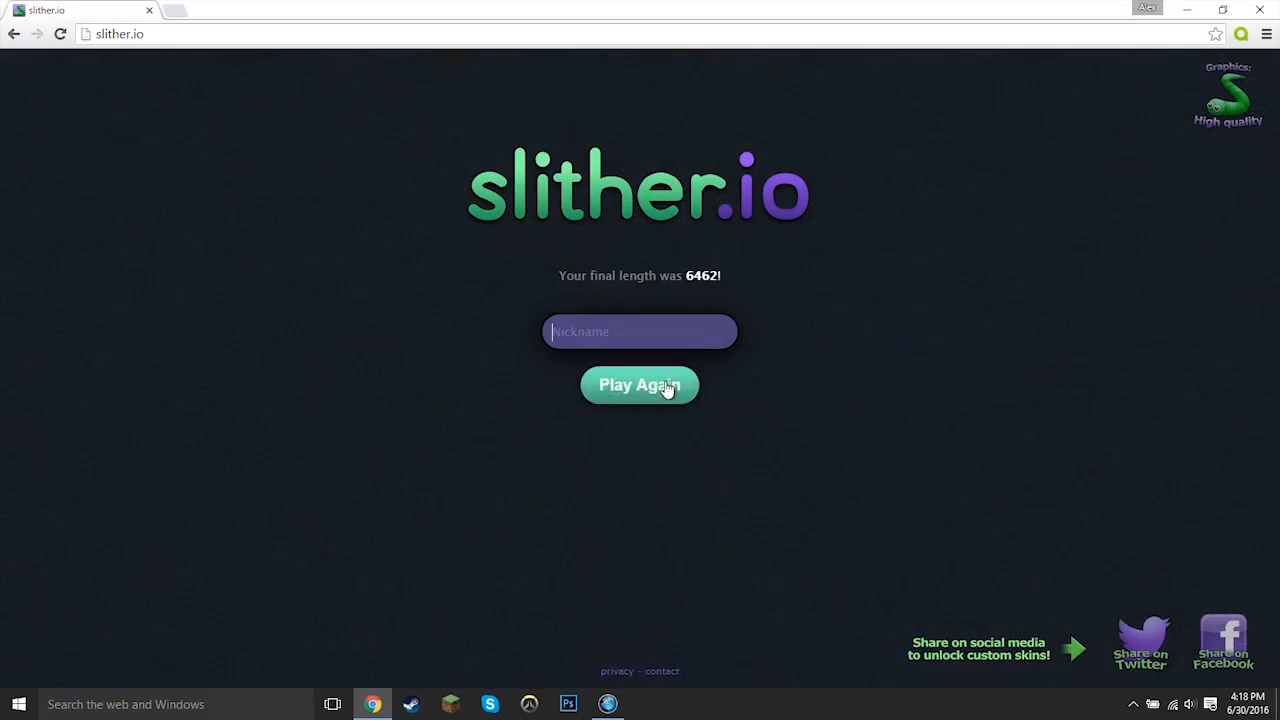 slither.io
Alex
slither.io
Graphics:
High quality
slither.io
Your final length was 6462!
Nickname
Play Again
Share on social media
to unlock custom skins!
Share on
Twitter
Share on
Facebook
privacy - contact
Search the web and Windows
4:18 PM
6/30/2016